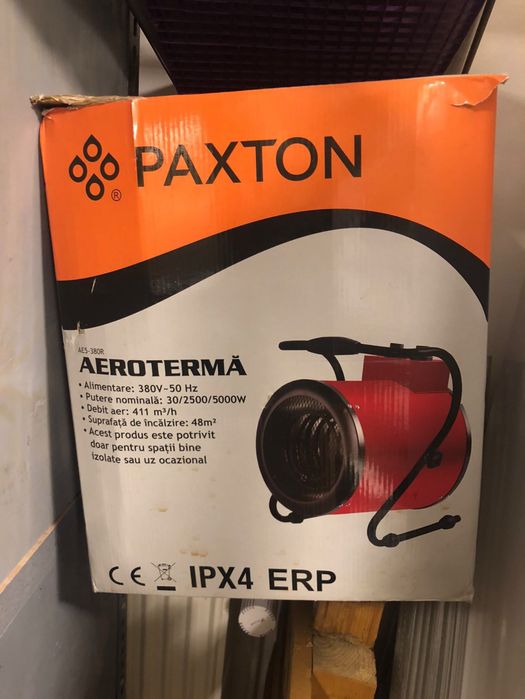 PAXTON
®
AES-380R
AEROTERMĂ
• Alimentare: 380V~50 Hz
• Putere nominală: 30/2500/5000W
• Debit aer: 411 m³/h
• Suprafață de încălzire: 48m²
• Acest produs este potrivit
doar pentru spații bine
izolate sau uz ocazional
CE IPX4 ERP